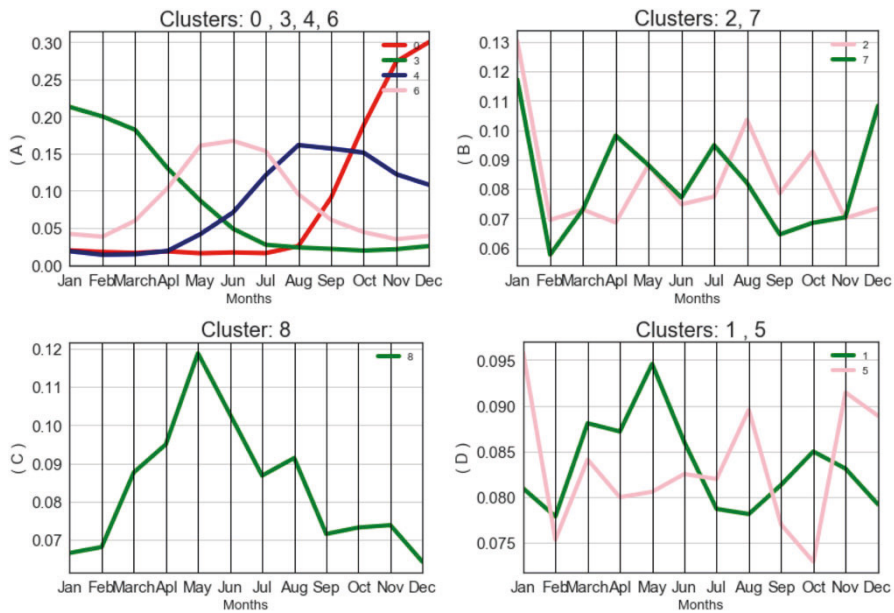 Clusters: 0 , 3, 4, 6
0
3
4
6
0.30
0.25
0.20
0.15
0.10
0.05
0.00
( A )
Jan Feb March Apl May Jun Jul Aug Sep Oct Nov Dec
Months
Clusters: 2, 7
2
7
0.13
0.12
0.11
0.10
0.09
0.08
0.07
0.06
( B )
Jan Feb March Apl May Jun Jul Aug Sep Oct Nov Dec
Months
Cluster: 8
8
0.12
0.11
0.10
0.09
0.08
0.07
( C )
Jan Feb March Apl May Jun Jul Aug Sep Oct Nov Dec
Months
Clusters: 1 , 5
1
5
0.095
0.090
0.085
0.080
0.075
( D )
Jan Feb March Apl May Jun Jul Aug Sep Oct Nov Dec
Months